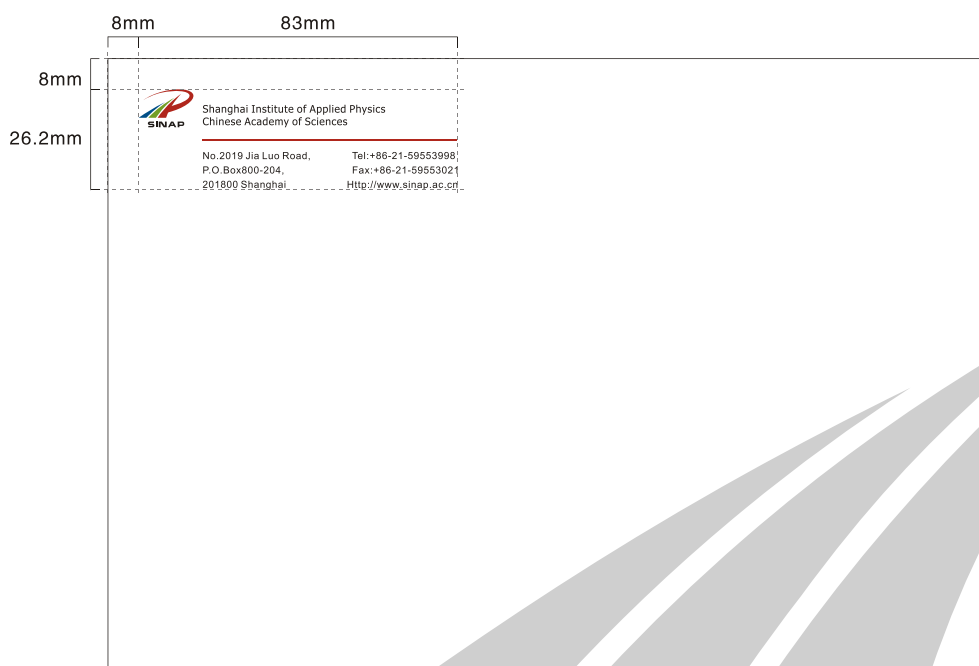 8mm 83mm
8mm
26.2mm
SINAP
Shanghai Institute of Applied Physics
Chinese Academy of Sciences
No.2019 Jia Luo Road, Tel:+86-21-59553998
P.O.Box800-204, Fax:+86-21-59553021
201800 Shanghai Http://www.sinap.ac.cn